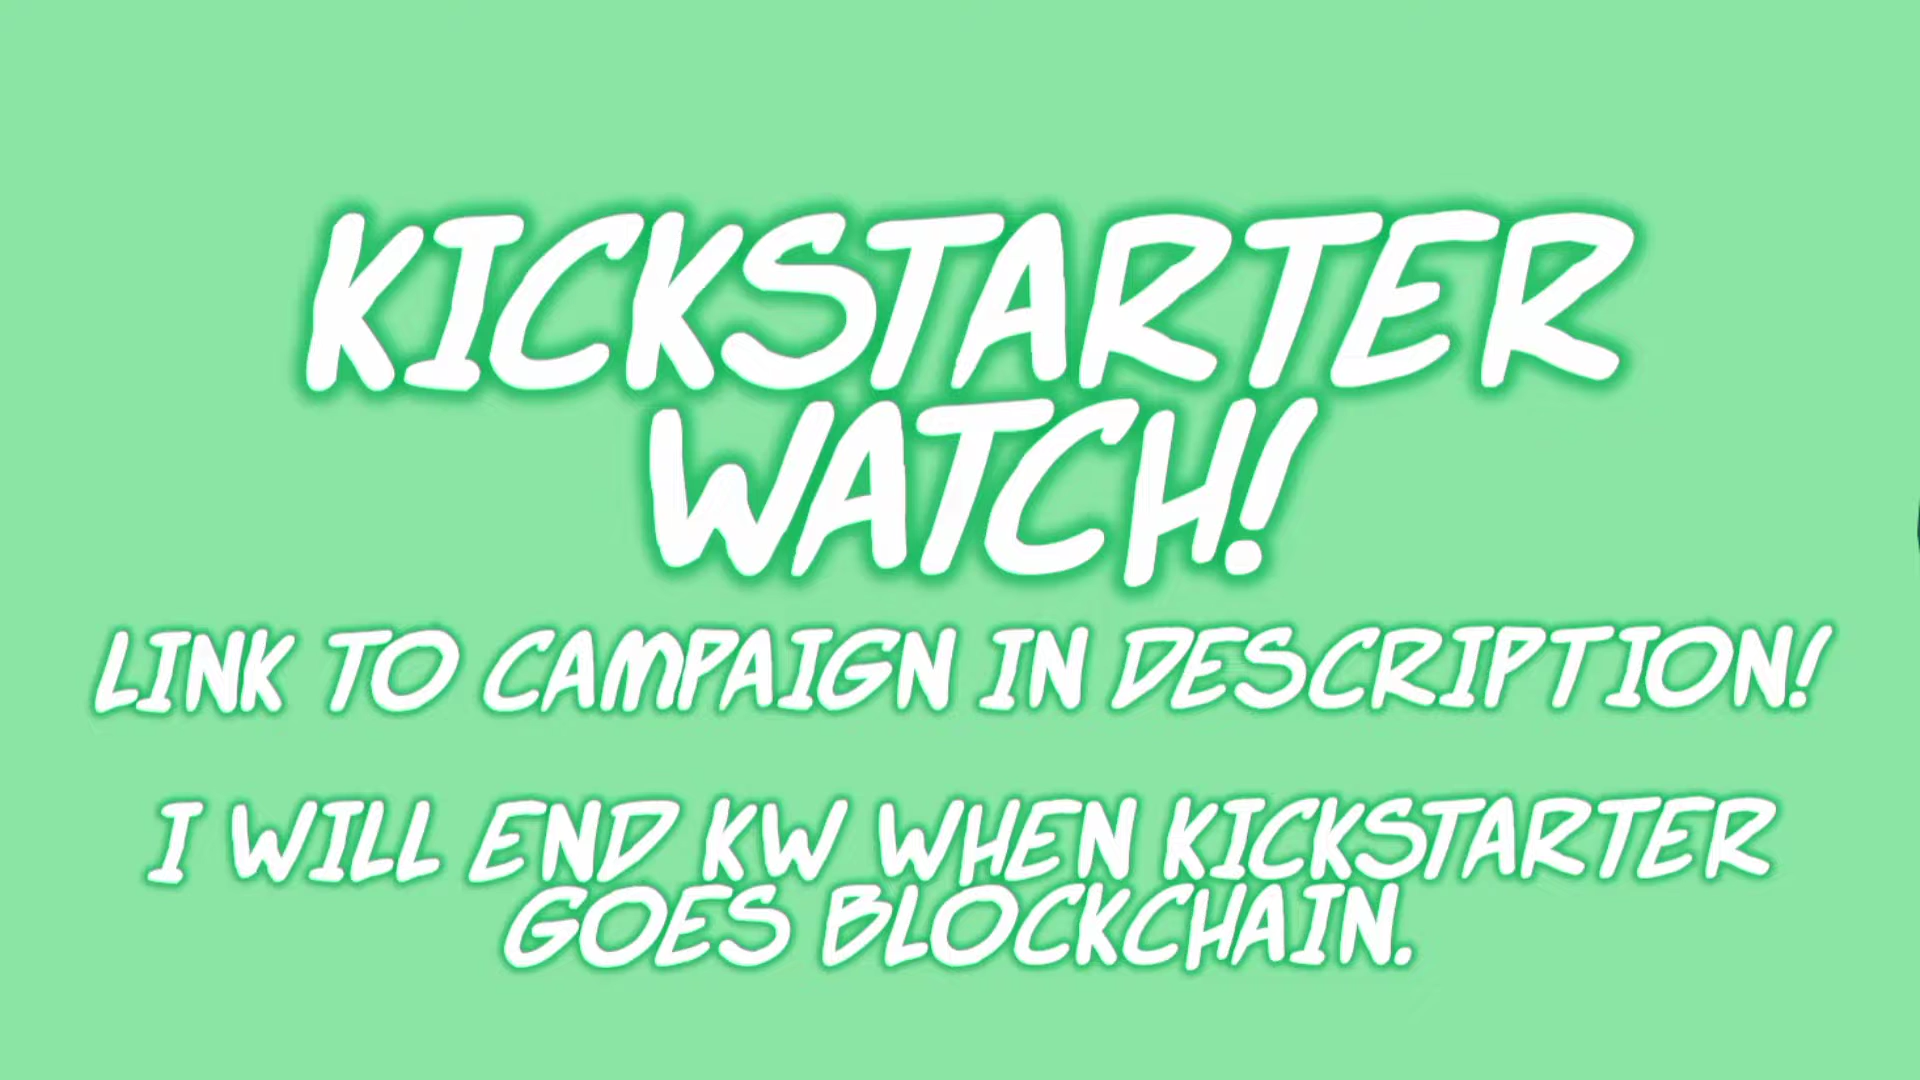 KICKSTARTER
WATCH!
LINK TO CAMPAIGN IN DESCRIPTION!
I WILL END KW WHEN KICKSTARTER
GOES BLOCKCHAIN.